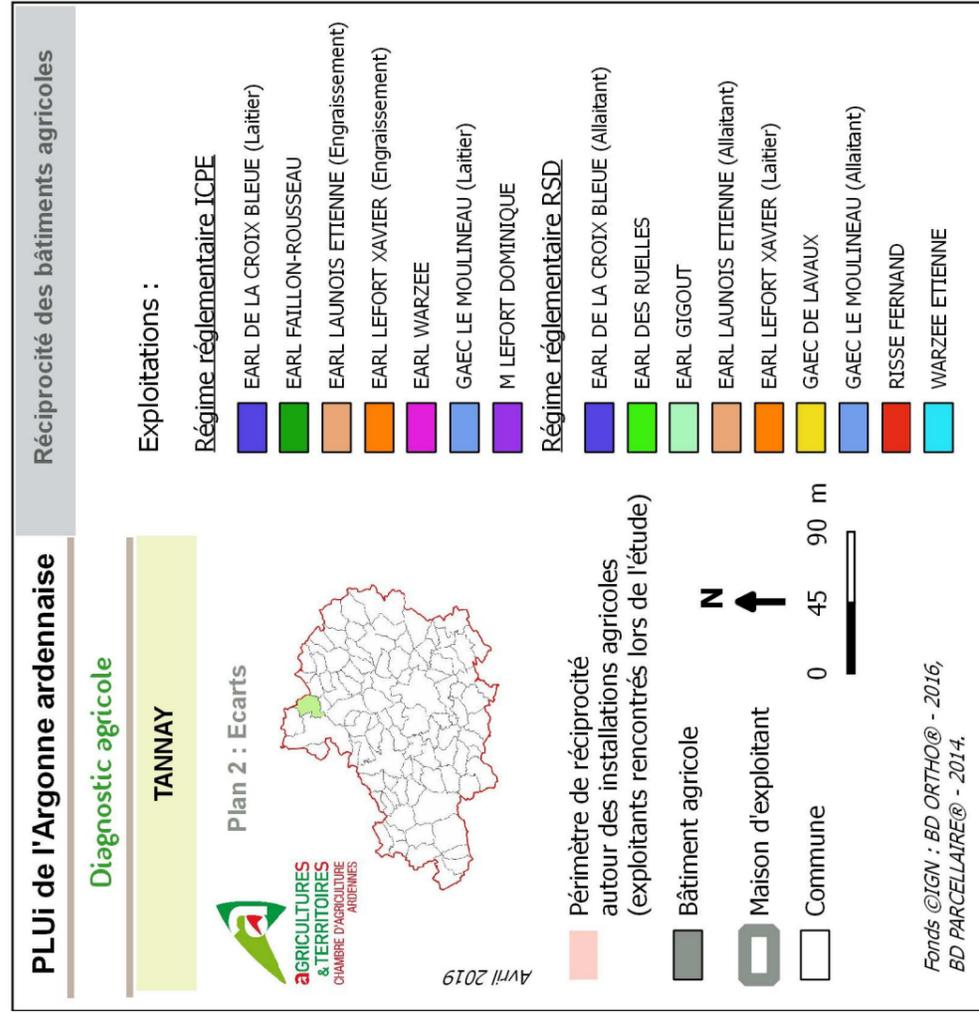 PLUi de l'Argonne ardennaise
Réciprocité des bâtiments agricoles
Diagnostic agricole
TANNAY
Plan 2 : Ecarts
aGRICULTURES
& TERRITOIRES
CHAMBRE D'AGRICULTURE
ARDENNES
Avril 2019
Périmètre de réciprocité
autour des installations agricoles
(exploitants rencontrés lors de l'étude)
Bâtiment agricole
Maison d'exploitant
Commune
N
0 45 90 m
Fonds ©IGN : BD ORTHO® - 2016,
BD PARCELLAIRE® - 2014.
Exploitations :
Régime réglementaire ICPE
EARL DE LA CROIX BLEUE (Laitier)
EARL FAILLON-ROUSSEAU
EARL LAUNOIS ETIENNE (Engraissement)
EARL LEFORT XAVIER (Engraissement)
EARL WARZEE
GAEC LE MOULINEAU (Laitier)
M LEFORT DOMINIQUE
Régime réglementaire RSD
EARL DE LA CROIX BLEUE (Allaitant)
EARL DES RUELLES
EARL GIGOUT
EARL LAUNOIS ETIENNE (Allaitant)
EARL LEFORT XAVIER (Laitier)
GAEC DE LAVAUX
GAEC LE MOULINEAU (Allaitant)
RISSE FERNAND
WARZEE ETIENNE